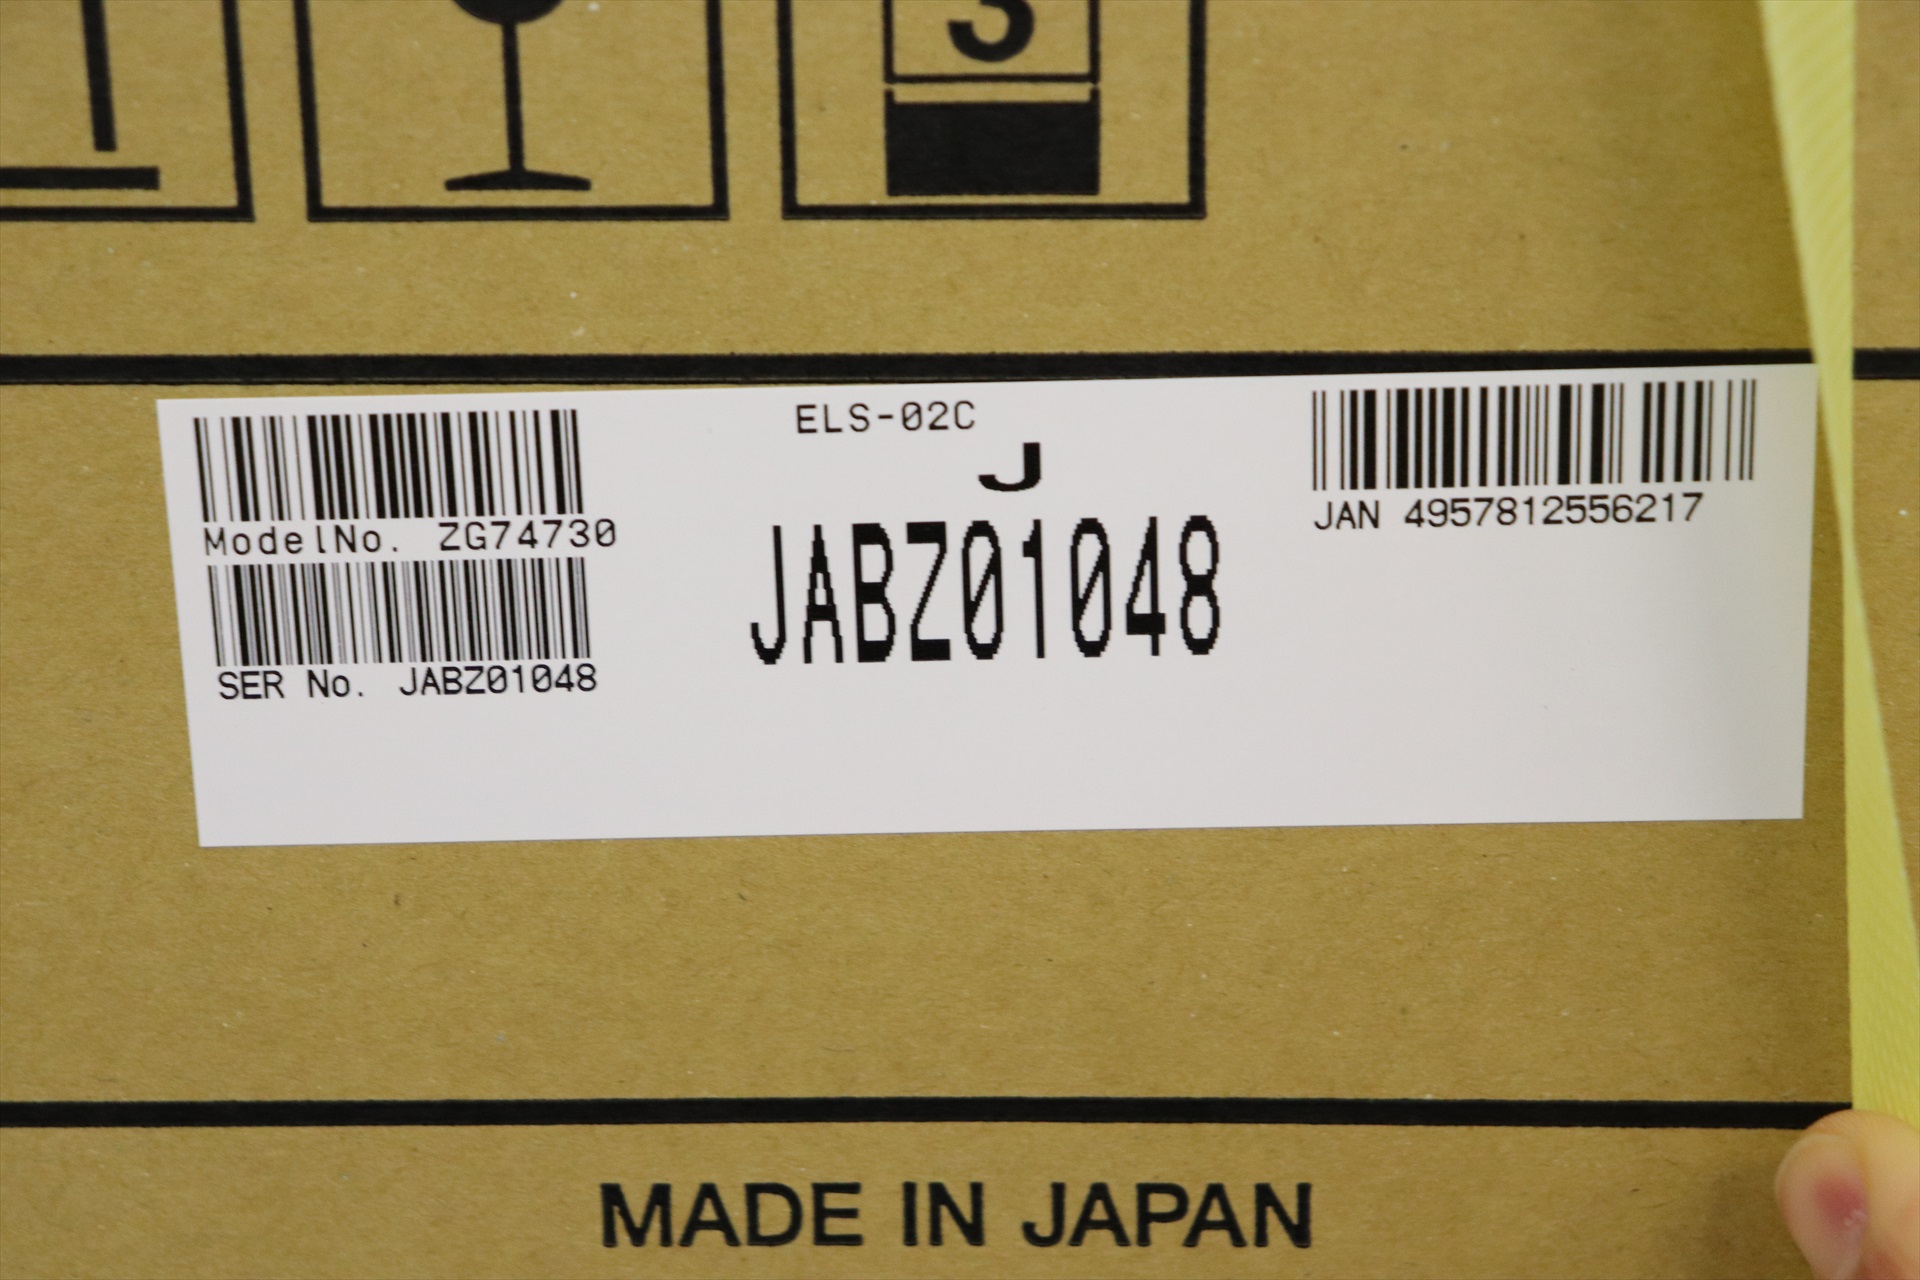 3
ELS-02C
J
ModelNo. ZG74730
JABZ01048
SER No. JABZ01048
JAN 4957812556217
MADE IN JAPAN